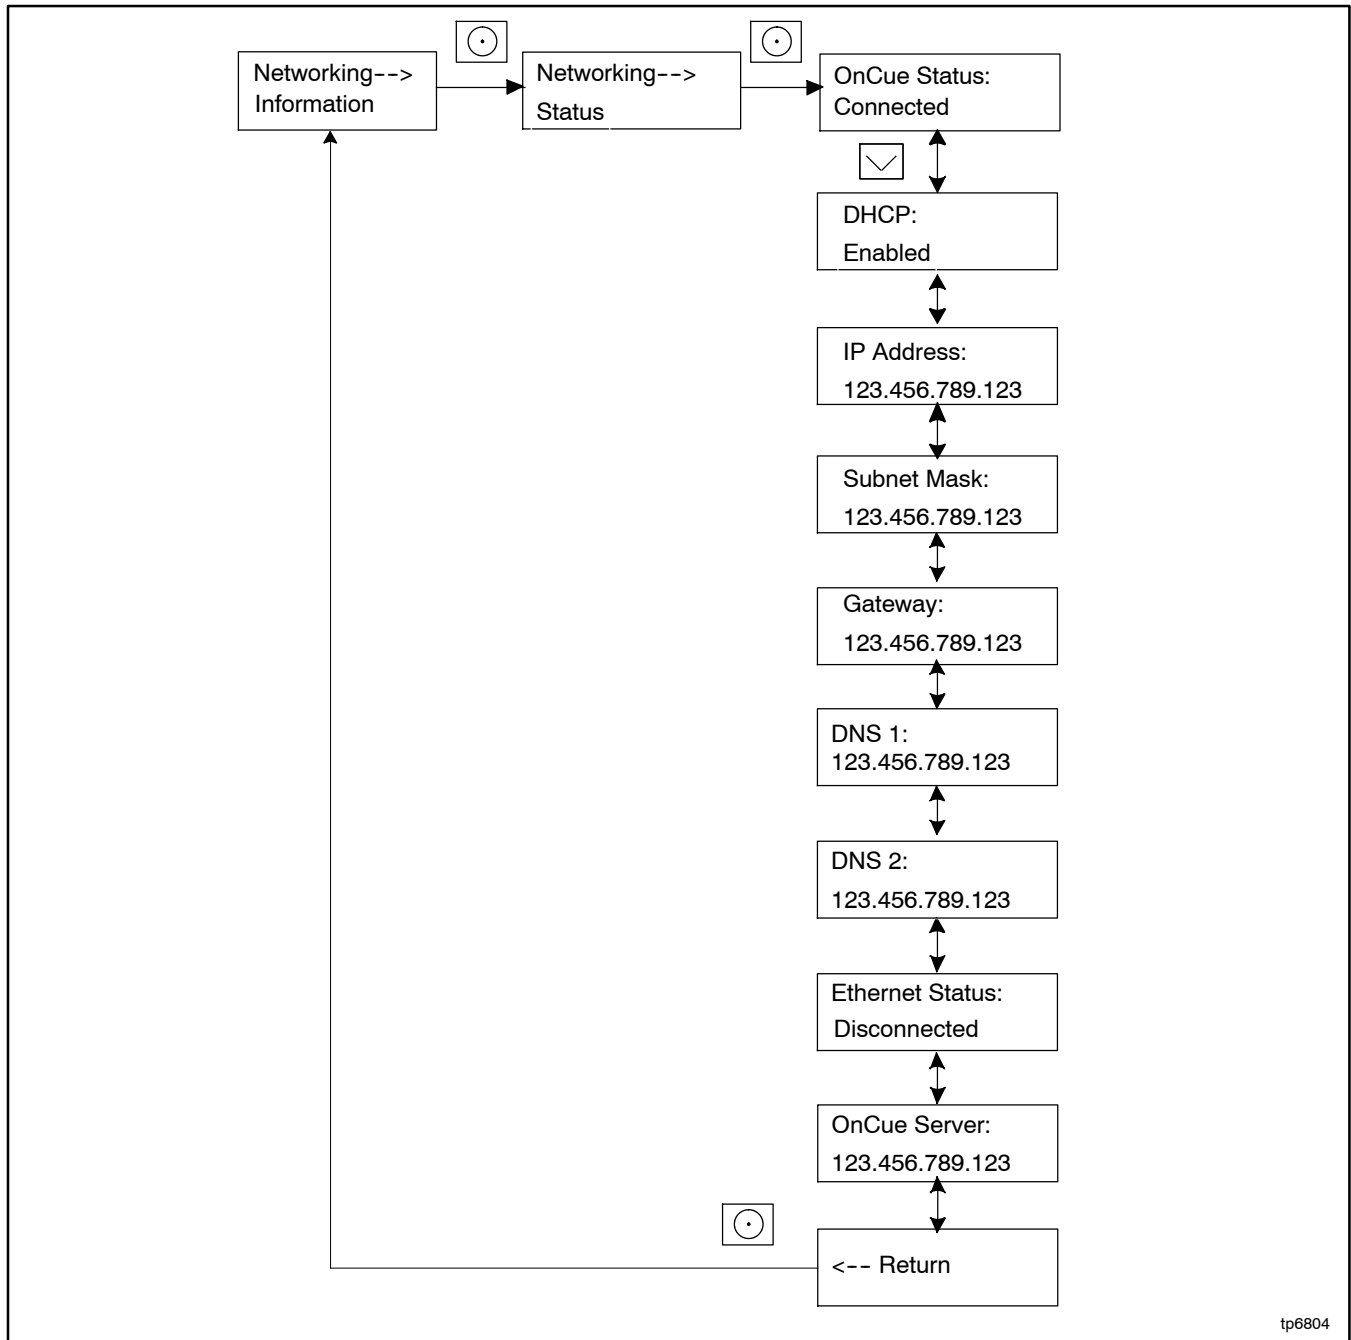 Networking-->
Information
Networking-->
Status
OnCue Status:
Connected
DHCP:
Enabled
IP Address:
123.456.789.123
Subnet Mask:
123.456.789.123
Gateway:
123.456.789.123
DNS 1:
123.456.789.123
DNS 2:
123.456.789.123
Ethernet Status:
Disconnected
OnCue Server:
123.456.789.123
<-- Return
tp6804